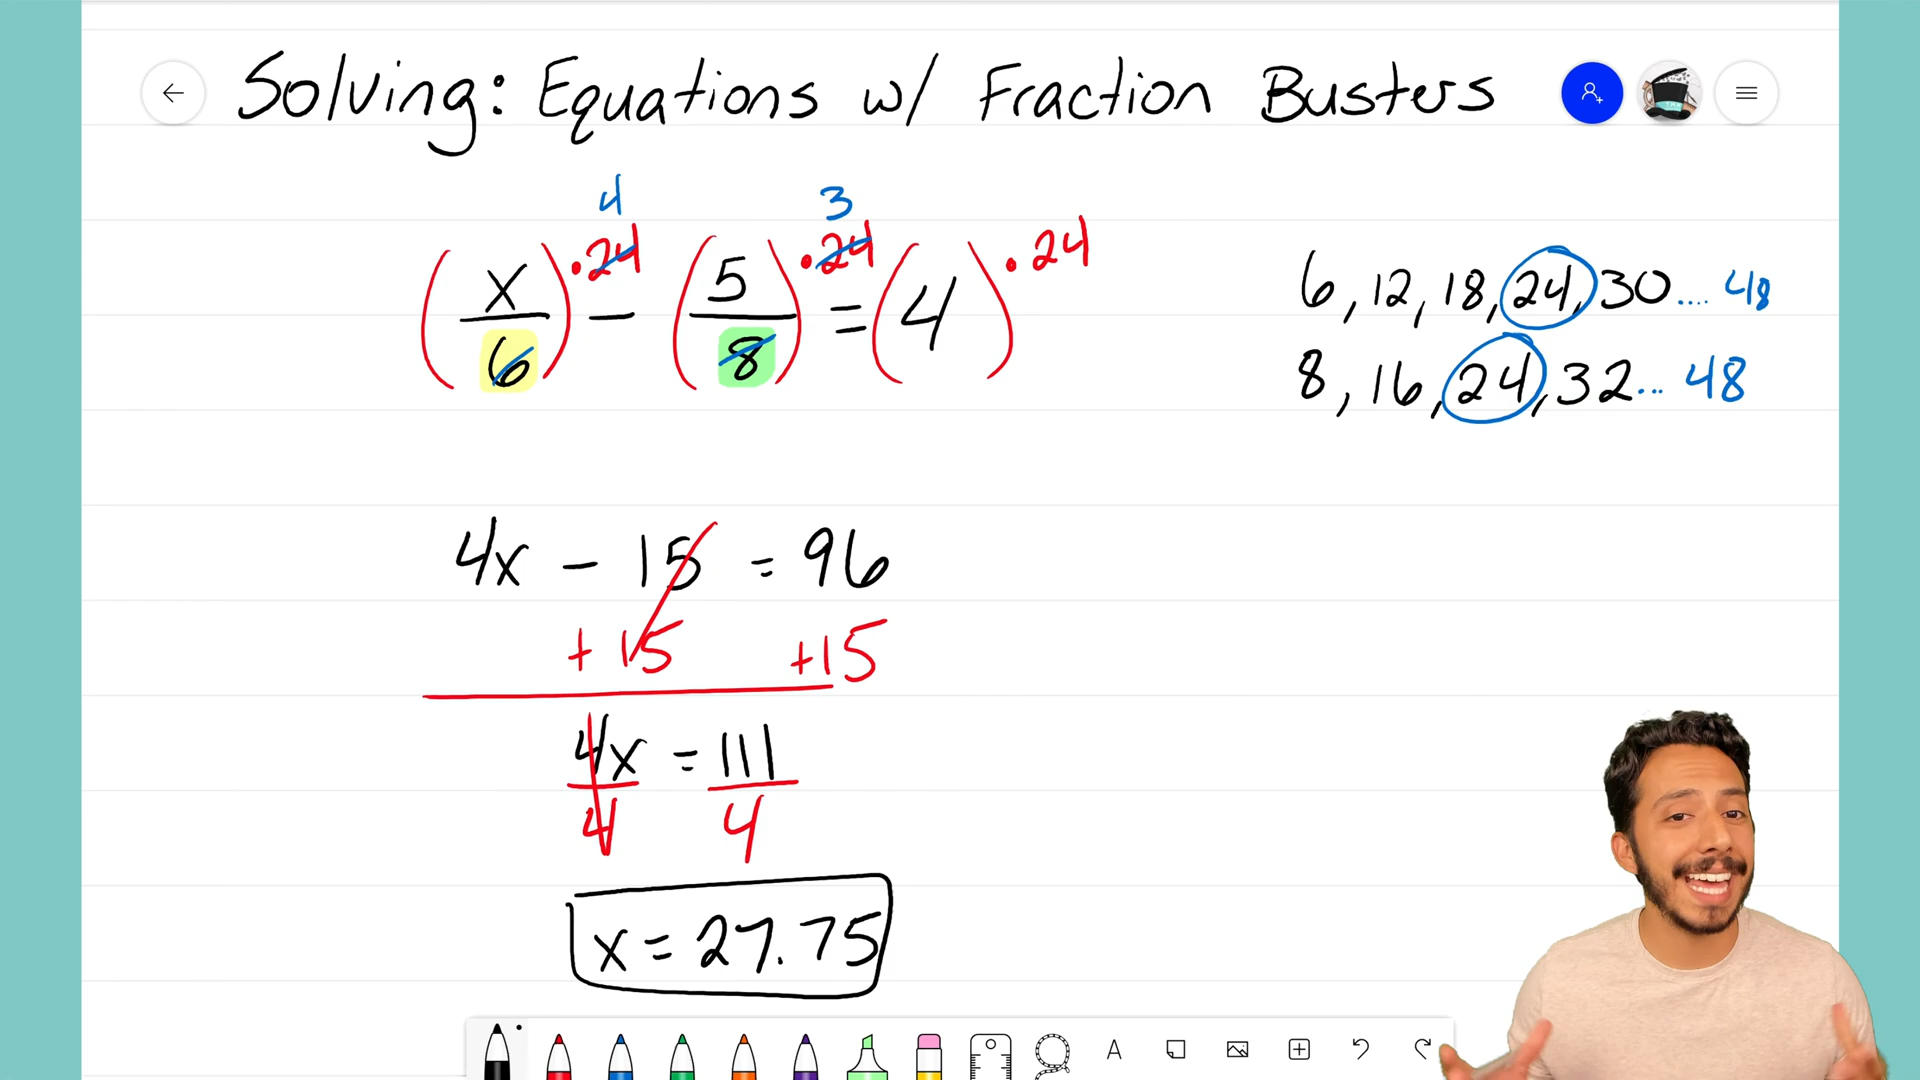 Solving: Equations w/ Fraction Busters
4 3
(x/6) · 24 − (5/8) · 24 = (4) · 24
6, 12, 18, 24, 30.... 48
8, 16, 24, 32... 48
4x − 15 = 96
+ 15 +15
4x = 111
4 4
x = 27.75
A